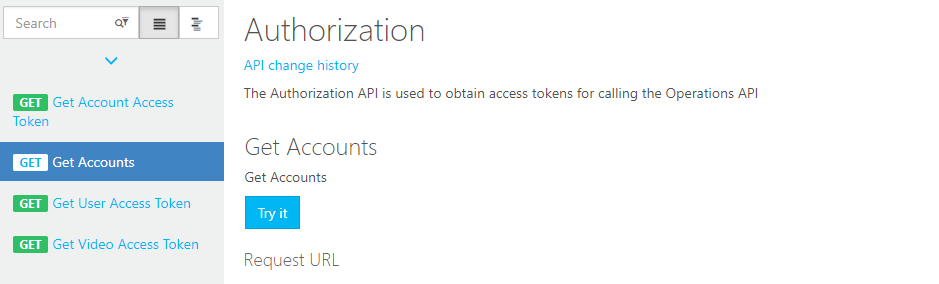 Search
GET Get Account Access
Token
GET Get Accounts
GET Get User Access Token
GET Get Video Access Token
Authorization
API change history
The Authorization API is used to obtain access tokens for calling the Operations API
Get Accounts
Get Accounts
Try it
Request URL